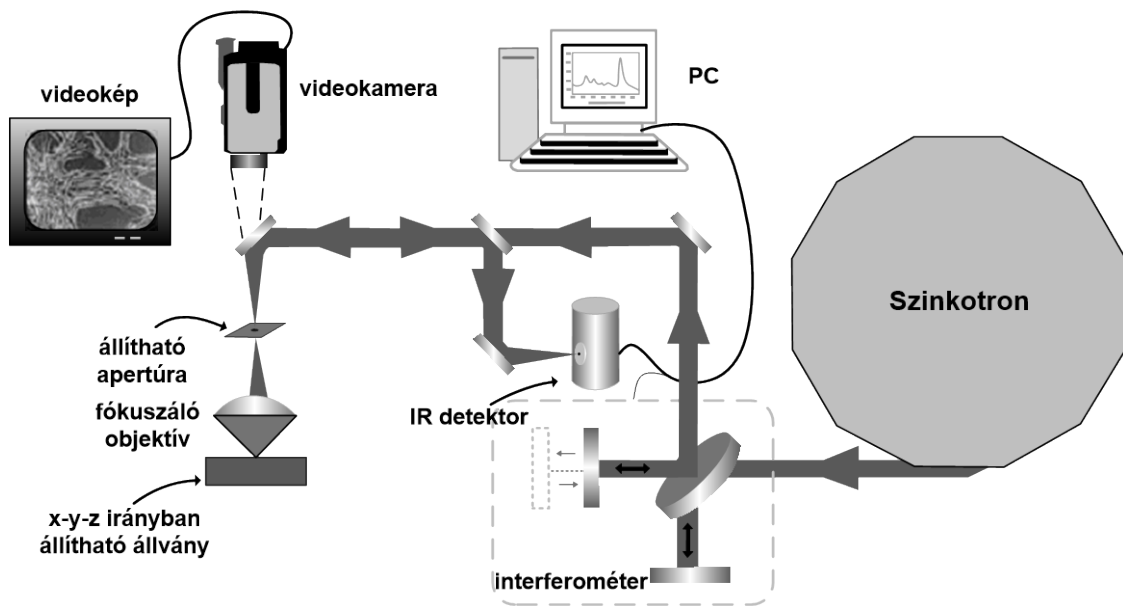 videokép
videokamera
PC
Szinkotron
állítható
apertúra
fókuszáló
objektív
IR detektor
x-y-z irányban
állítható állvány
interferométer